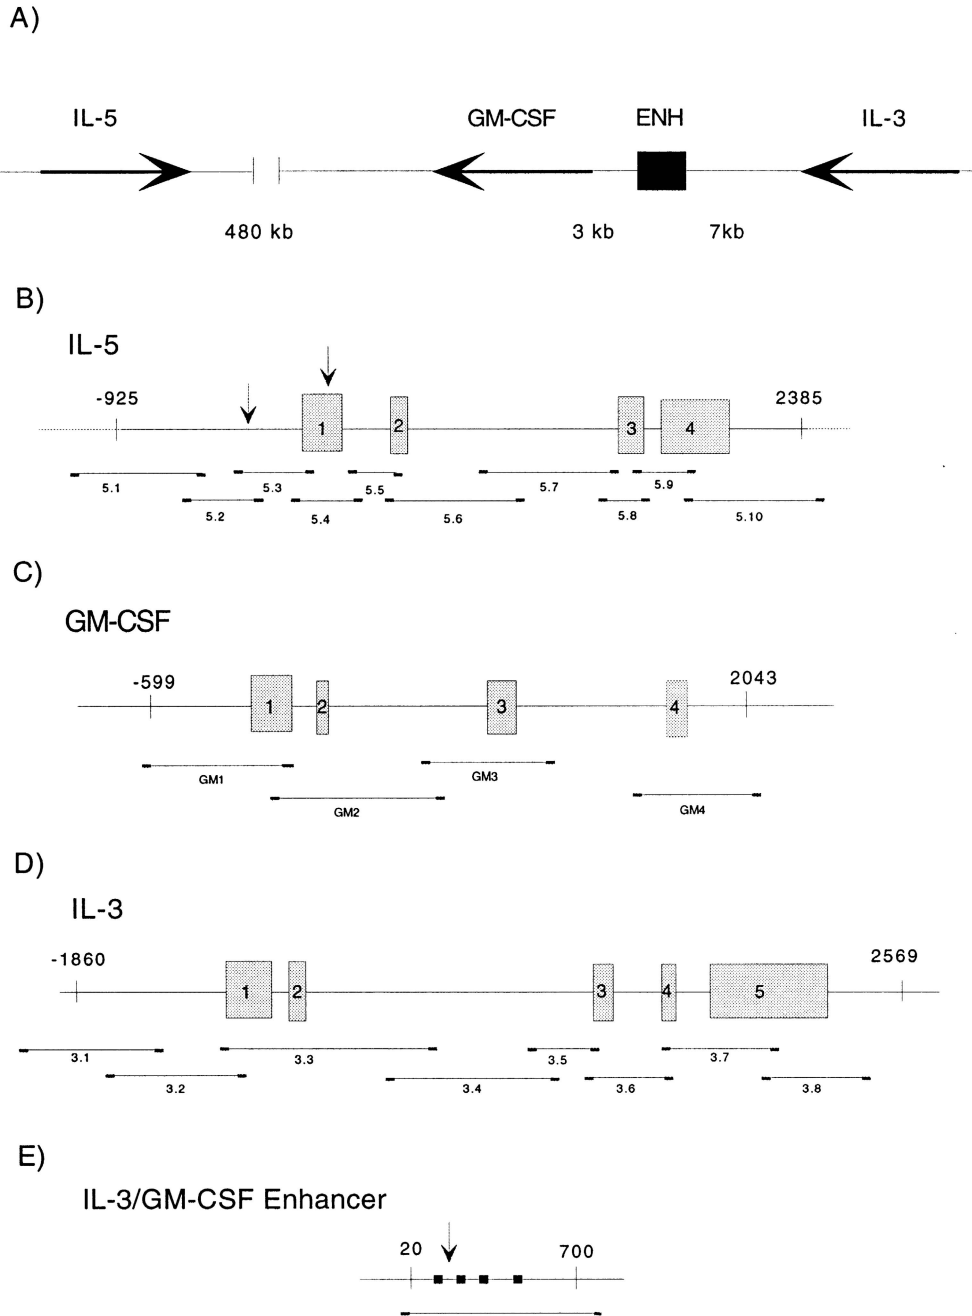 A)
IL-5 GM-CSF ENH IL-3
480 kb 3 kb 7kb
B)
IL-5
-925 2385
1 2 3 4
5.1 5.3 5.5 5.7 5.9
5.2 5.4 5.6 5.8 5.10
C)
GM-CSF
-599 2043
1 2 3 4
GM1 GM3
GM2 GM4
D)
IL-3
-1860 2569
1 2 3 4 5
3.1 3.3 3.5 3.7
3.2 3.4 3.6 3.8
E)
IL-3/GM-CSF Enhancer
20 700